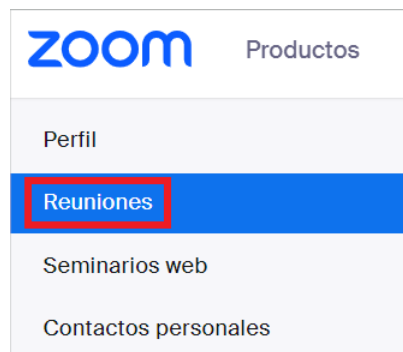 zoom Productos
Perfil
Reuniones
Seminarios web
Contactos personales